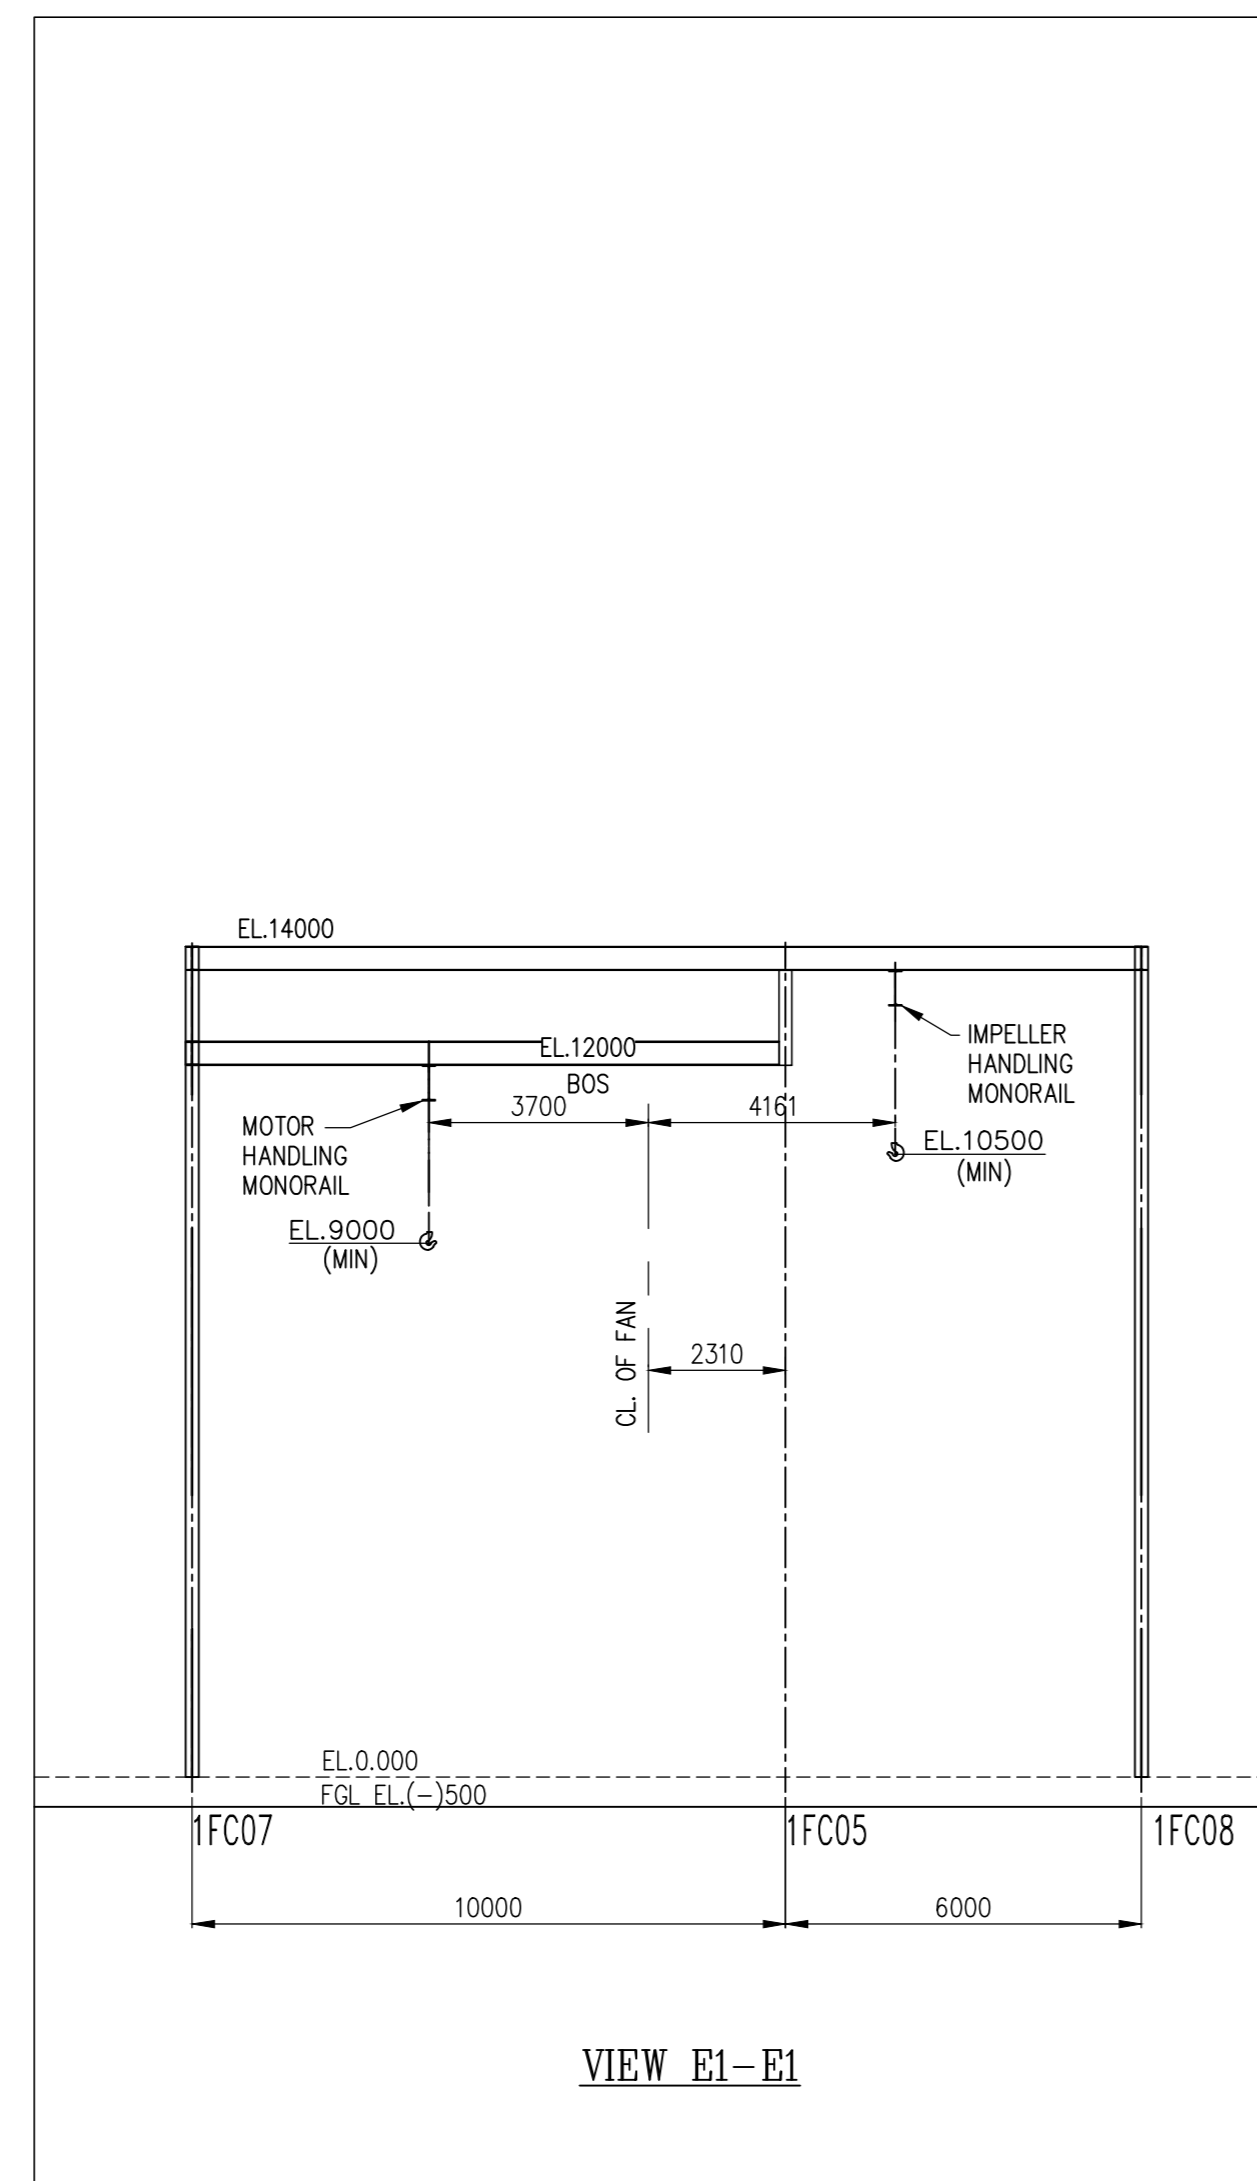 EL.14000
EL.12000
BOS
IMPELLER
HANDLING
MONORAIL
3700
4161
MOTOR
HANDLING
MONORAIL
EL.10500
(MIN)
EL.9000
(MIN)
CL. OF FAN
2310
EL.0.000
FGL EL.(-)500
1FC07
1FC05
1FC08
10000
6000
VIEW E1-E1